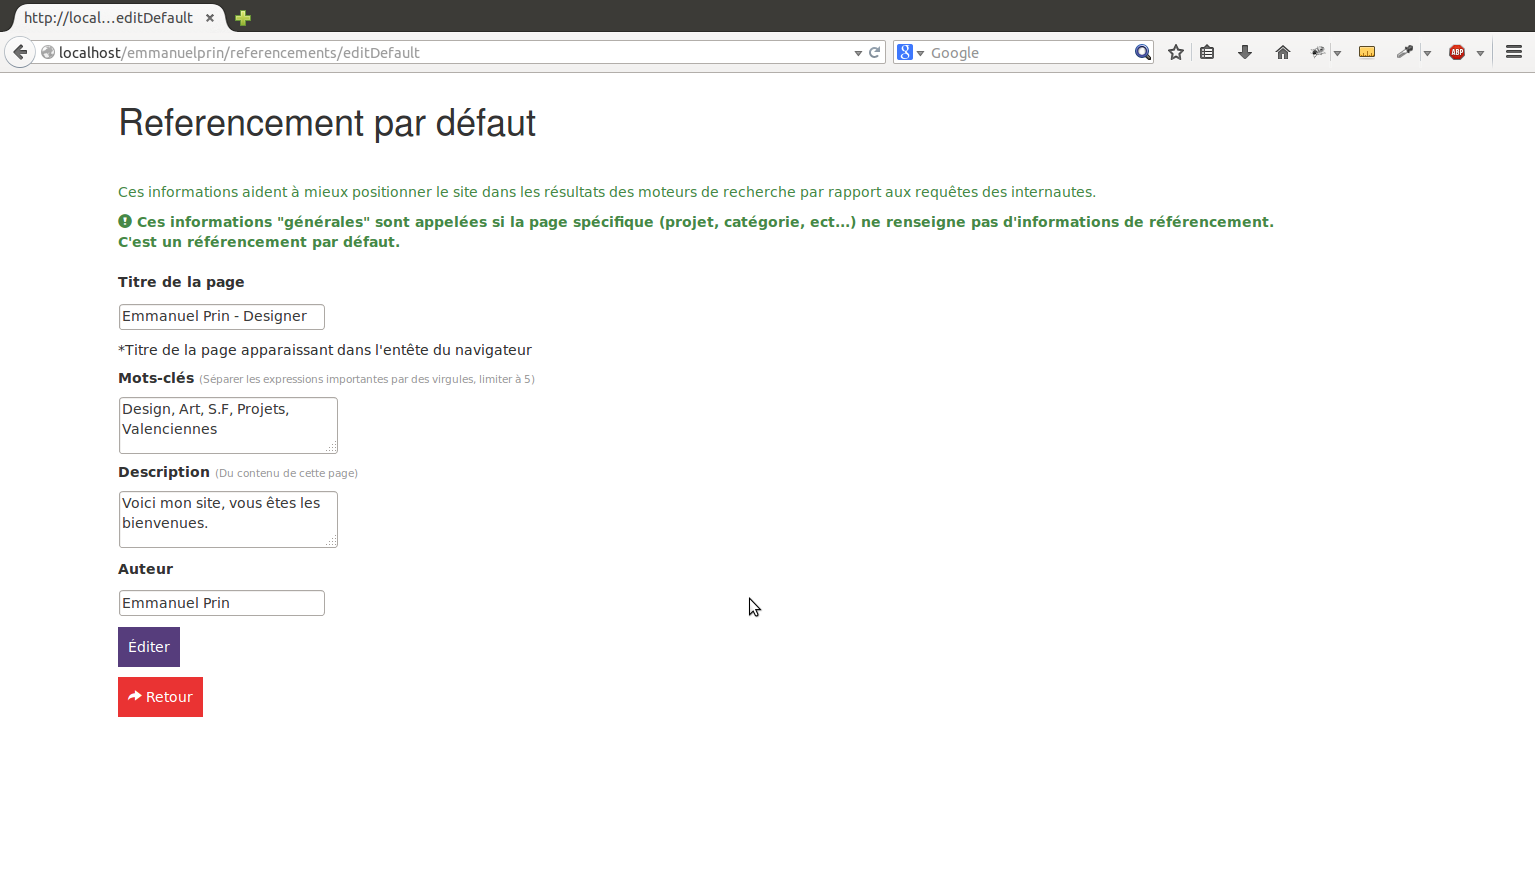 http://local...editDefault
localhost/emmanuelprin/referencements/editDefault
Google
ABP
Referencement par défaut
Ces informations aident à mieux positionner le site dans les résultats des moteurs de recherche par rapport aux requêtes des internautes.
Ces informations "générales" sont appelées si la page spécifique (projet, catégorie, ect...) ne renseigne pas d'informations de référencement.
C'est un référencement par défaut.
Titre de la page
Emmanuel Prin - Designer
*Titre de la page apparaissant dans l'entête du navigateur
Mots-clés (Séparer les expressions importantes par des virgules, limiter à 5)
Design, Art, S.F, Projets,
Valenciennes
Description (Du contenu de cette page)
Voici mon site, vous êtes les
bienvenues.
Auteur
Emmanuel Prin
Éditer
Retour